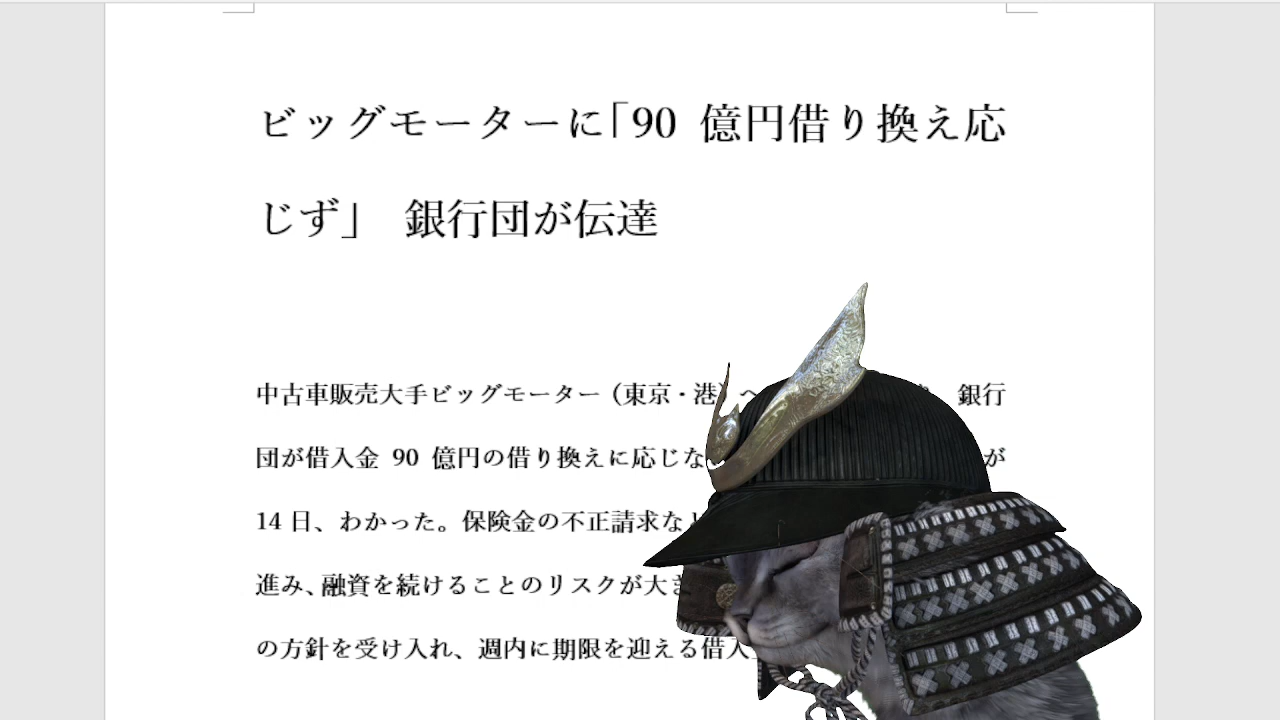 ビッグモーターに「90 億円借り換え応
じず」 銀行団が伝達
中古車販売大手ビッグモーター（東京・港）へ 銀行
団が借入金 90 億円の借り換えに応じな が
14 日、わかった。保険金の不正請求など
進み、融資を続けることのリスクが大き
の方針を受け入れ、週内に期限を迎える借入